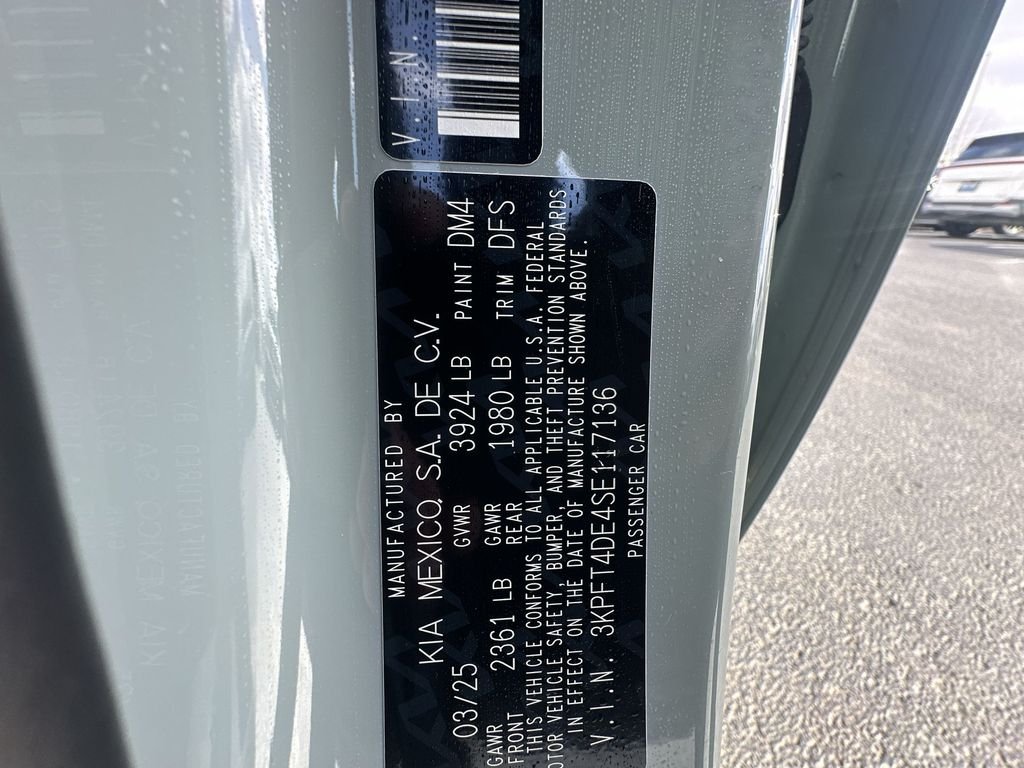 V.I.N.
MANUFACTURED BY
KIA MEXICO, S.A. DE C.V.
03/25 GVWR 3924 LB PAINT DM4
GAWR FRONT 2361 LB GAWR REAR 1980 LB TRIM DFS
THIS VEHICLE CONFORMS TO ALL APPLICABLE U.S.A. FEDERAL
OTOR VEHICLE SAFETY, BUMPER, AND THEFT PREVENTION STANDARDS
IN EFFECT ON THE DATE OF MANUFACTURE SHOWN ABOVE.
V.I.N. 3KPFT4DE4SE117136
PASSENGER CAR